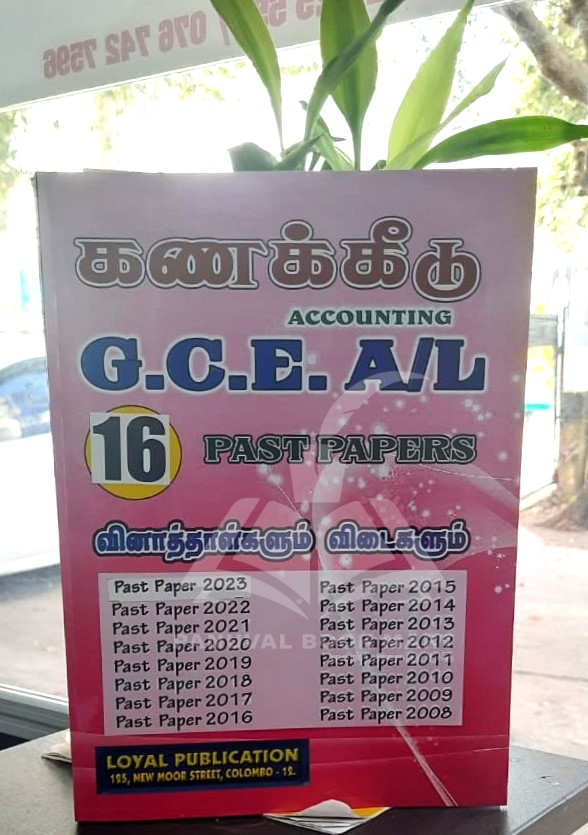 076 742 7596
கணக்கீடு
ACCOUNTING
G.C.E. A/L
16 PAST PAPERS
வினாத்தாள்களும் விடைகளும்
Past Paper 2023
Past Paper 2022
Past Paper 2021
Past Paper 2020
Past Paper 2019
Past Paper 2018
Past Paper 2017
Past Paper 2016
Past Paper 2015
Past Paper 2014
Past Paper 2013
Past Paper 2012
Past Paper 2011
Past Paper 2010
Past Paper 2009
Past Paper 2008
LOYAL PUBLICATION
125, NEW MOOR STREET, COLOMBO - 12.